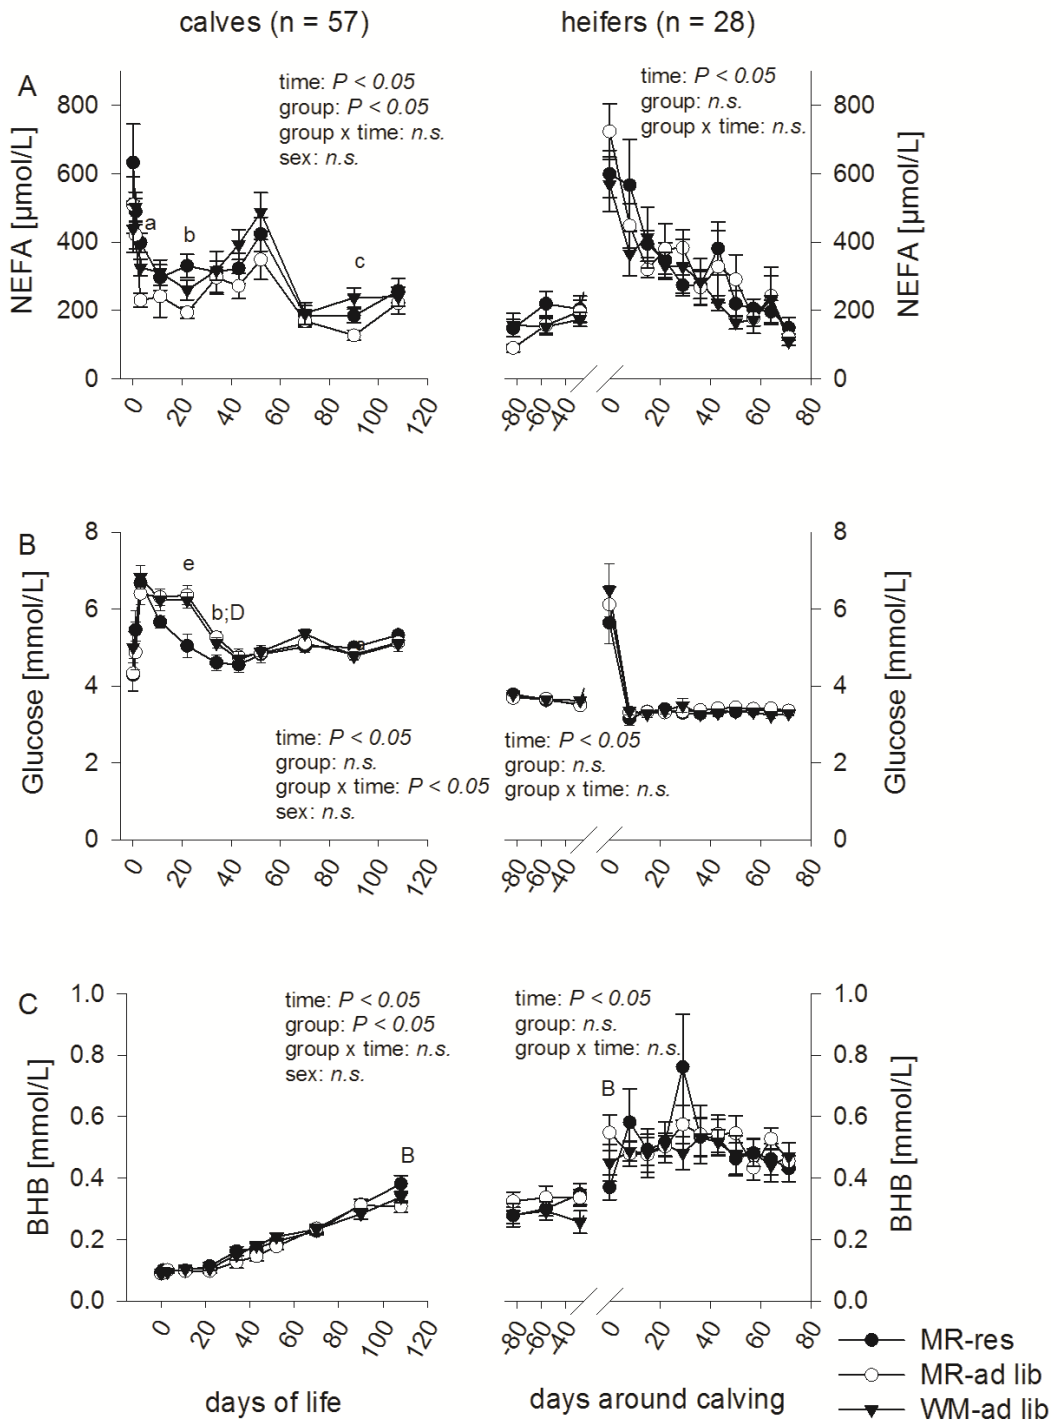 calves (n = 57)
heifers (n = 28)
A
NEFA [µmol/L]
800
600
400
200
0
time: P < 0.05
group: P < 0.05
group x time: n.s.
sex: n.s.
a
b
c
0
20
40
60
80
100
120
time: P < 0.05
group: n.s.
group x time: n.s.
-80
-60
-40
0
20
40
60
80
800
600
400
200
0
NEFA [µmol/L]
B
Glucose [mmol/L]
8
6
4
2
0
e
b;D
a
time: P < 0.05
group: n.s.
group x time: P < 0.05
sex: n.s.
0
20
40
60
80
100
120
time: P < 0.05
group: n.s.
group x time: n.s.
-80
-60
-40
0
20
40
60
80
8
6
4
2
0
Glucose [mmol/L]
C
BHB [mmol/L]
1.0
0.8
0.6
0.4
0.2
0.0
time: P < 0.05
group: P < 0.05
group x time: n.s.
sex: n.s.
B
0
20
40
60
80
100
120
days of life
time: P < 0.05
group: n.s.
group x time: n.s.
B
-80
-60
-40
0
20
40
60
80
days around calving
1.0
0.8
0.6
0.4
0.2
0.0
BHB [mmol/L]
MR-res
MR-ad lib
WM-ad lib